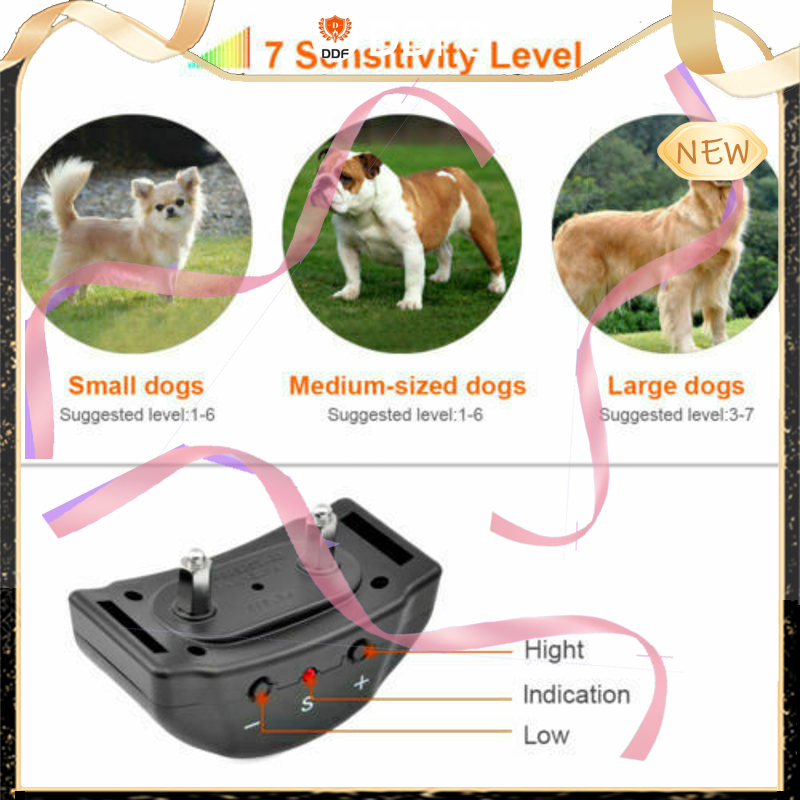 DDF
7 Sensitivity Level
NEW
Small dogs
Medium-sized dogs
Large dogs
Suggested level:1-6
Suggested level:1-6
Suggested level:3-7
Hight
+
Indication
S
−
Low